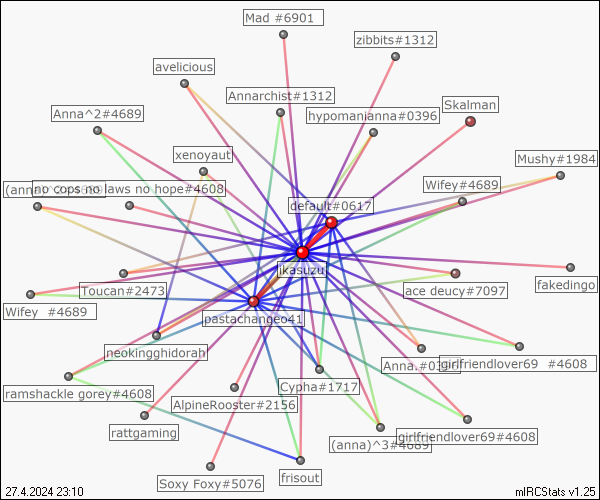 Mad #6901
zibbits#1312
avelicious
Annarchist#1312
Skalman
Anna^2#4689
hypomanianna#0396
xenoyaut
Mushy#1984
no cops no laws no hope#4608
Wifey#4689
default#0617
ikasuzu
Toucan#2473
ace deucy#7097
fakedingo
Wifey  #4689
pastachangeo41
neokingghidorah
girlfriendlover69  #4608
ramshackle gorey#4608
Cypha#1717
AlpineRooster#2156
rattgaming
(anna)^3#4689
girlfriendlover69#4608
Soxy Foxy#5076
frisout
27.4.2024 23:10
mIRCStats v1.25